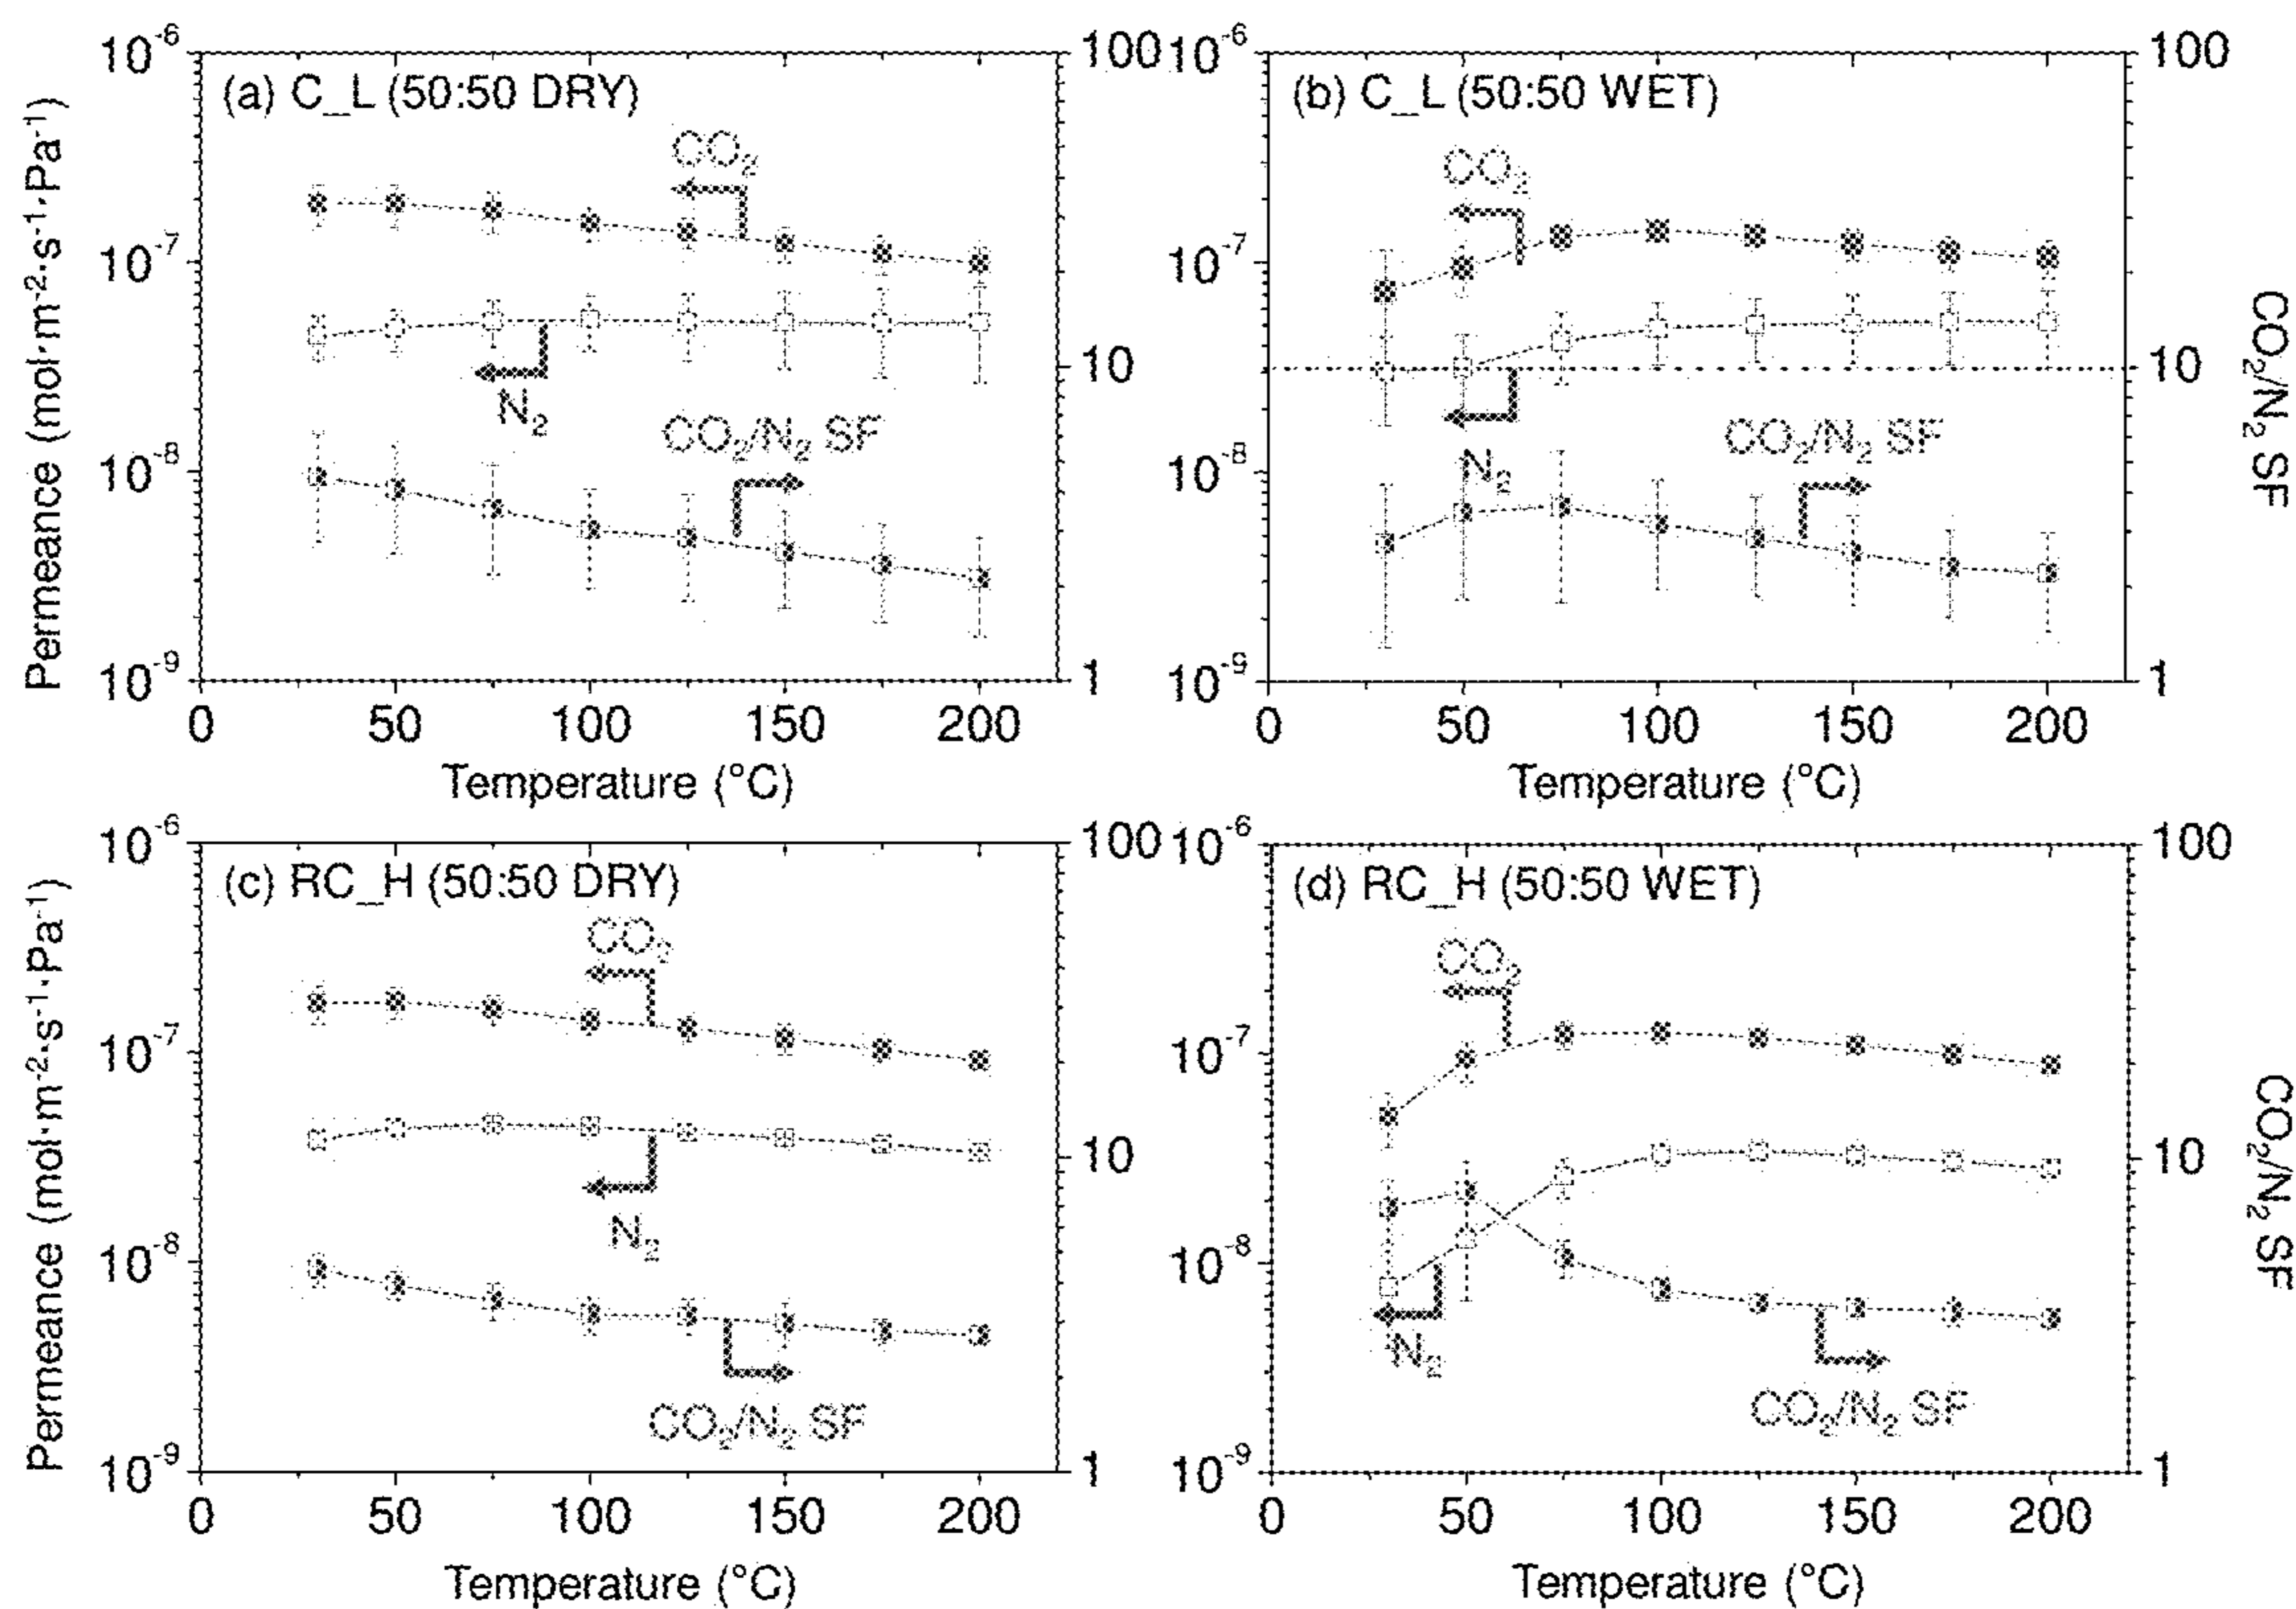 (a) C_L (50:50 DRY)
CO₂
N₂
CO₂/N₂ SF
Permeance (mol·m⁻²·s⁻¹·Pa⁻¹)
10⁻⁶
10⁻⁷
10⁻⁸
10⁻⁹
100
10
1
0 50 100 150 200
Temperature (°C)
(b) C_L (50:50 WET)
CO₂
N₂
CO₂/N₂ SF
10⁻⁶
10⁻⁷
10⁻⁸
10⁻⁹
100
10
1
CO₂/N₂ SF
0 50 100 150 200
Temperature (°C)
(c) RC_H (50:50 DRY)
CO₂
N₂
CO₂/N₂ SF
Permeance (mol·m⁻²·s⁻¹·Pa⁻¹)
10⁻⁶
10⁻⁷
10⁻⁸
10⁻⁹
100
10
1
0 50 100 150 200
Temperature (°C)
(d) RC_H (50:50 WET)
CO₂
N₂
CO₂/N₂ SF
10⁻⁶
10⁻⁷
10⁻⁸
10⁻⁹
100
10
1
CO₂/N₂ SF
0 50 100 150 200
Temperature (°C)